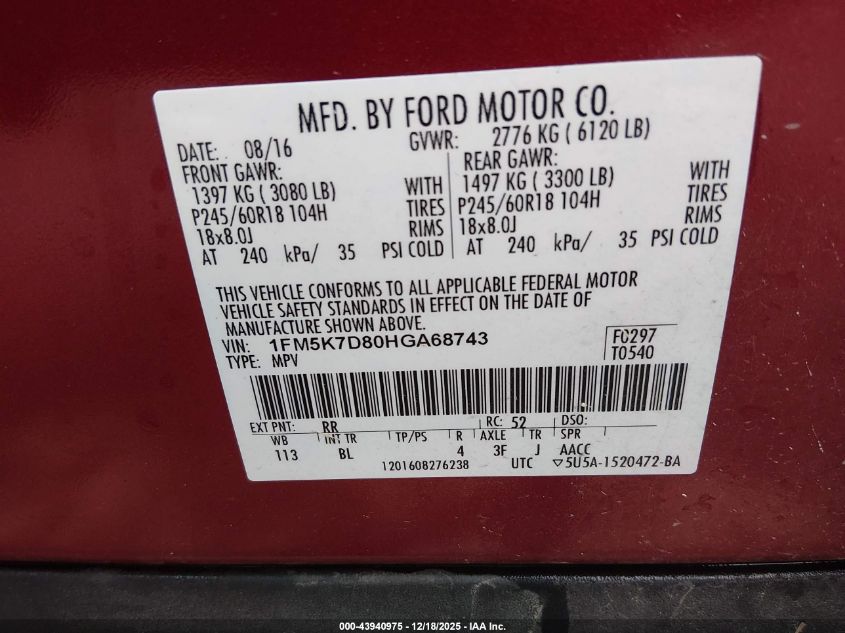 MFD. BY FORD MOTOR CO.
DATE: 08/16 GVWR: 2776 KG ( 6120 LB)
FRONT GAWR: REAR GAWR:
1397 KG ( 3080 LB) WITH 1497 KG ( 3300 LB) WITH
P245/60R18 104H TIRES P245/60R18 104H TIRES
18x8.0J RIMS 18x8.0J RIMS
AT 240 kPa/ 35 PSI COLD AT 240 kPa/ 35 PSI COLD
THIS VEHICLE CONFORMS TO ALL APPLICABLE FEDERAL MOTOR
VEHICLE SAFETY STANDARDS IN EFFECT ON THE DATE OF
MANUFACTURE SHOWN ABOVE.
VIN: 1FM5K7D80HGA68743 F0297
TYPE: MPV T0540
EXT PNT: RR RC: 52 DSO:
WB INT TR TP/PS R AXLE TR SPR
113 BL 4 3F J AACC
1201608276238 UTC ▽5U5A-1520472-BA
000-43940975 - 12/18/2025 - IAA Inc.